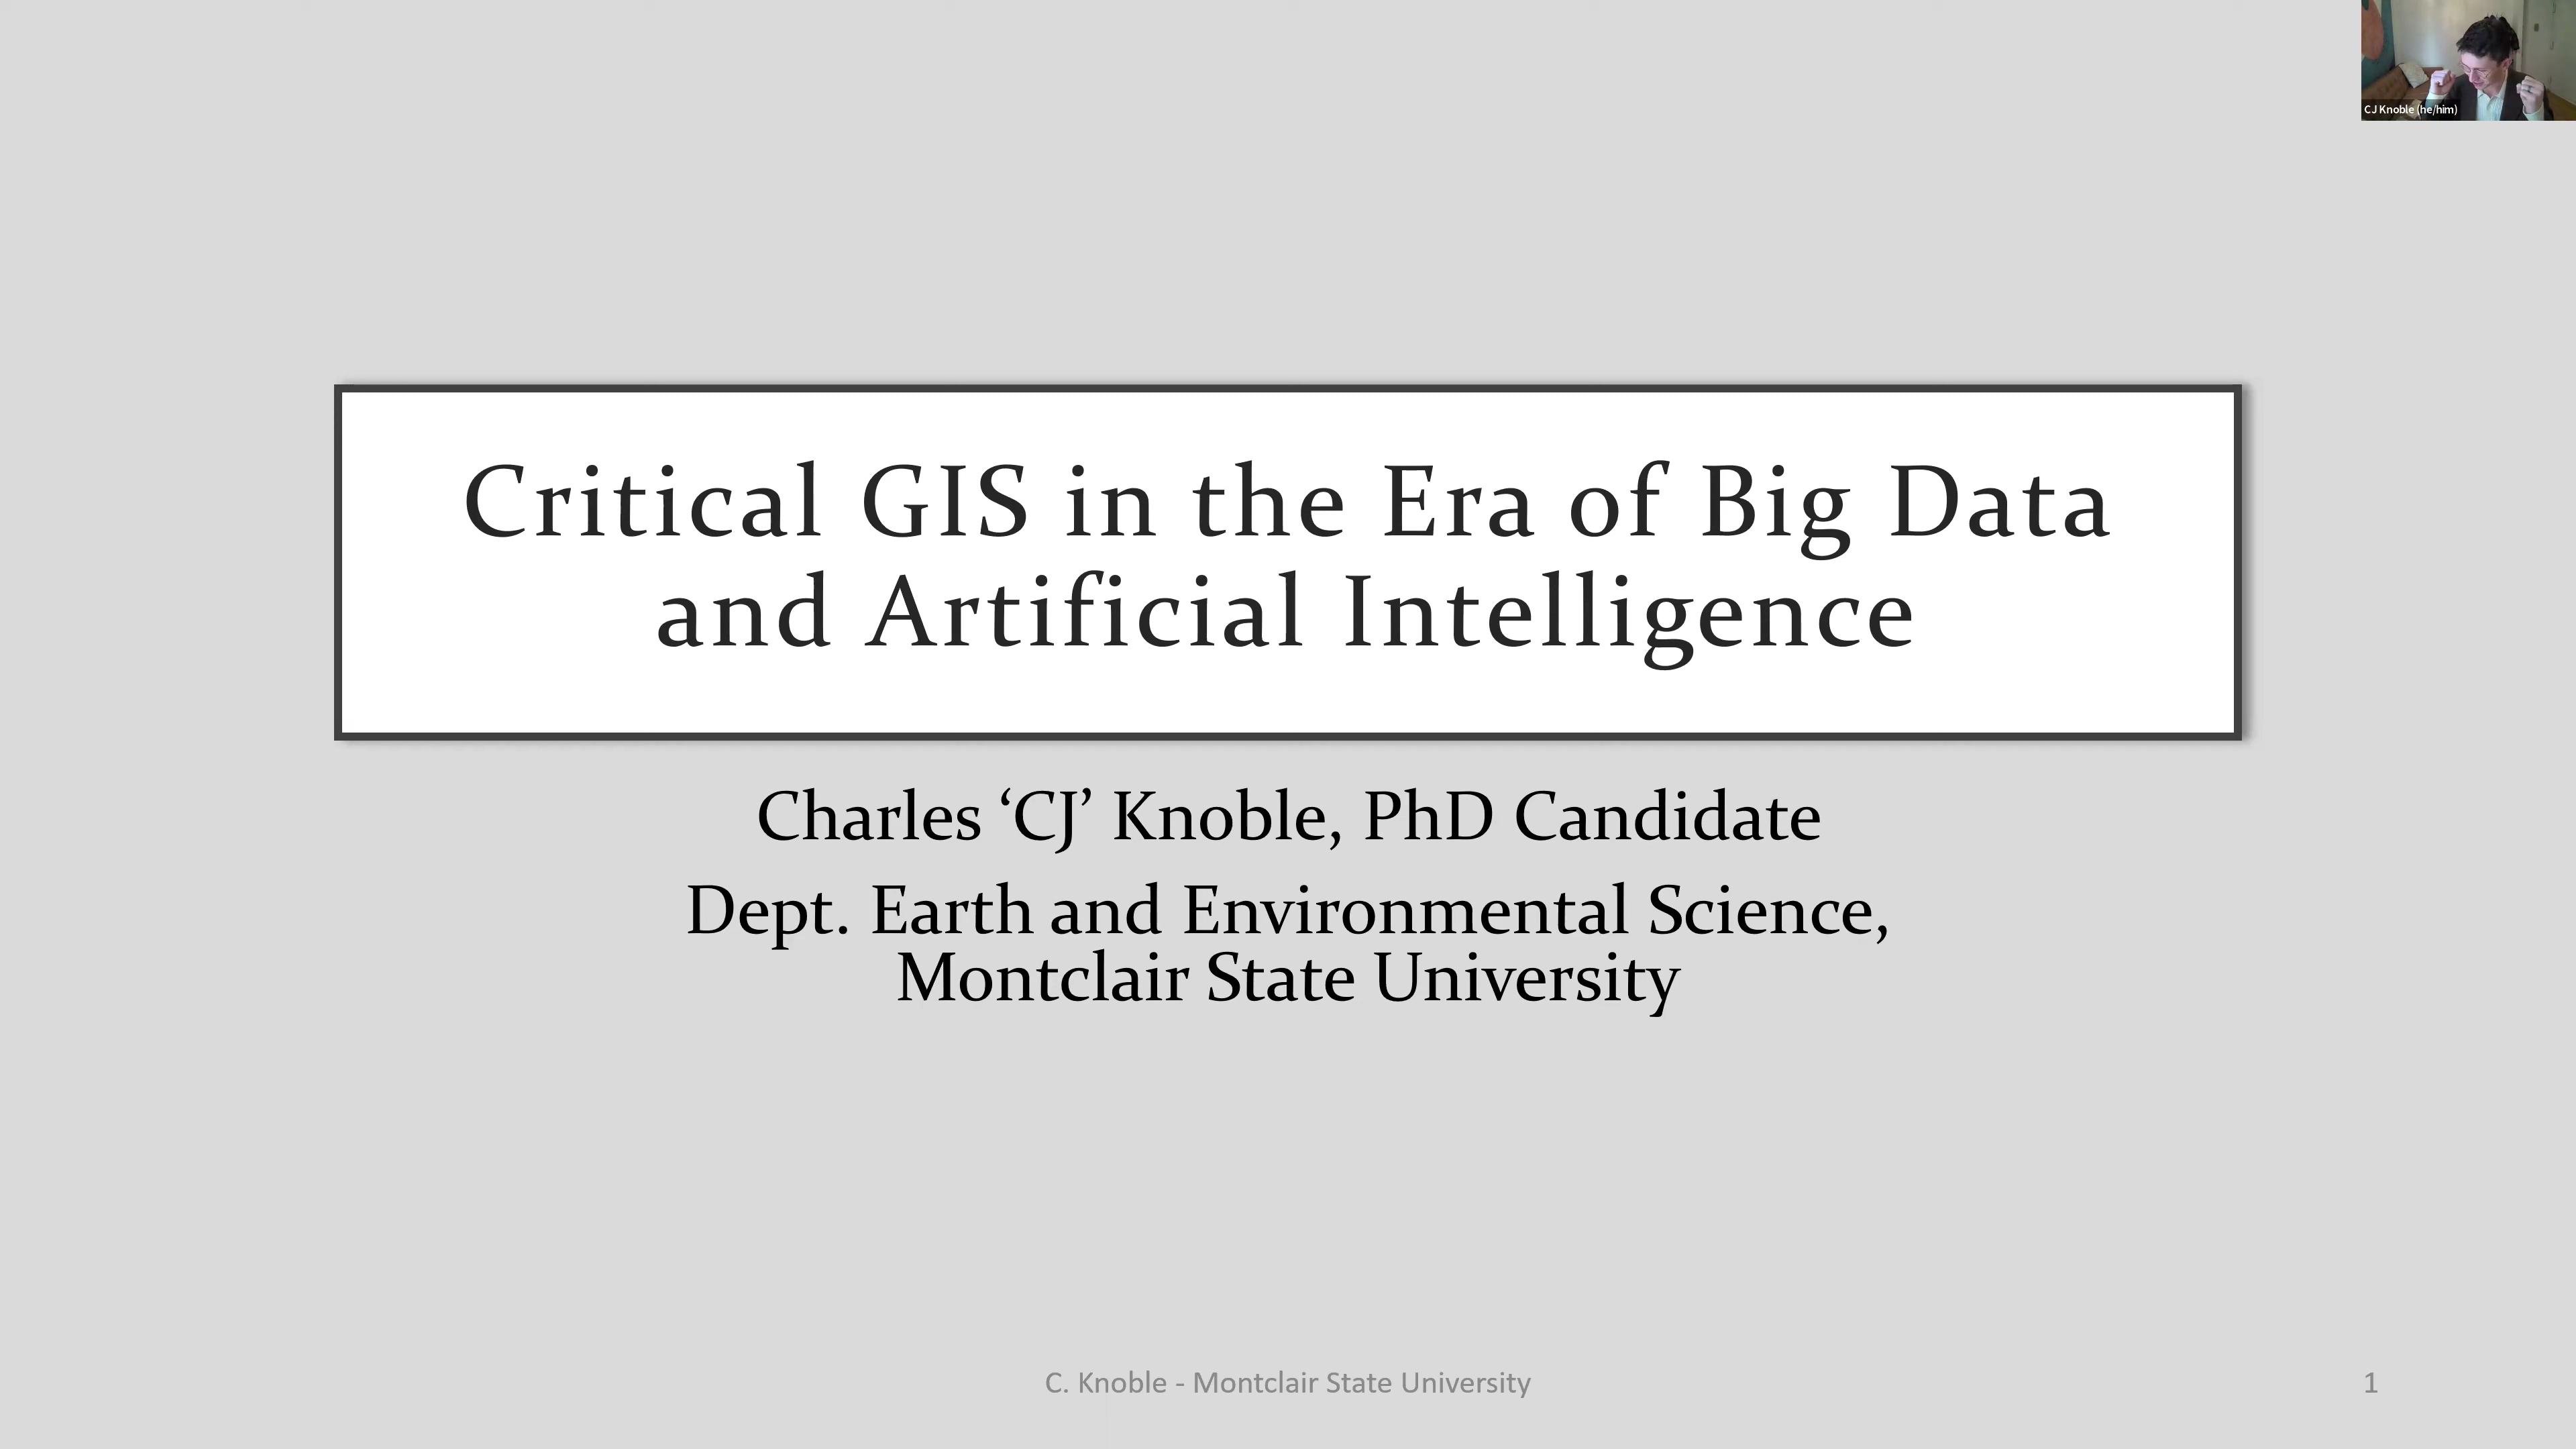 CJ Knoble (he/him)
Critical GIS in the Era of Big Data
and Artificial Intelligence
Charles ‘CJ’ Knoble, PhD Candidate
Dept. Earth and Environmental Science,
Montclair State University
C. Knoble - Montclair State University
1